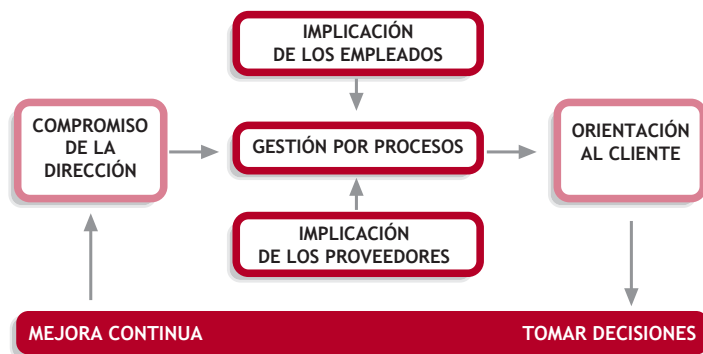 IMPLICACIÓN
DE LOS EMPLEADOS
COMPROMISO
DE LA
DIRECCIÓN
GESTIÓN POR PROCESOS
ORIENTACIÓN
AL CLIENTE
IMPLICACIÓN
DE LOS PROVEEDORES
MEJORA CONTINUA
TOMAR DECISIONES